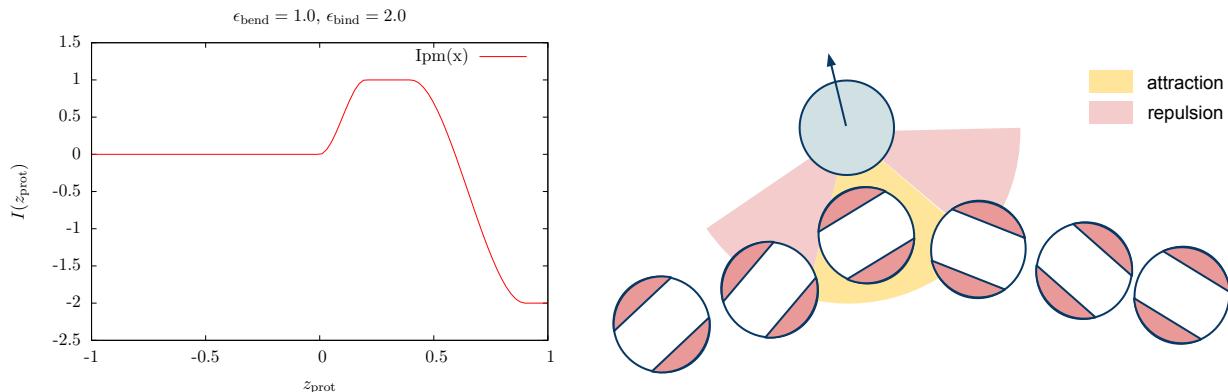 ϵbend = 1.0, ϵbind = 2.0
1.5
Ipm(x)
1
0.5
0
-0.5
-1
-1.5
-2
-2.5
I(zprot)
-1
-0.5
0
0.5
1
zprot
attraction
repulsion